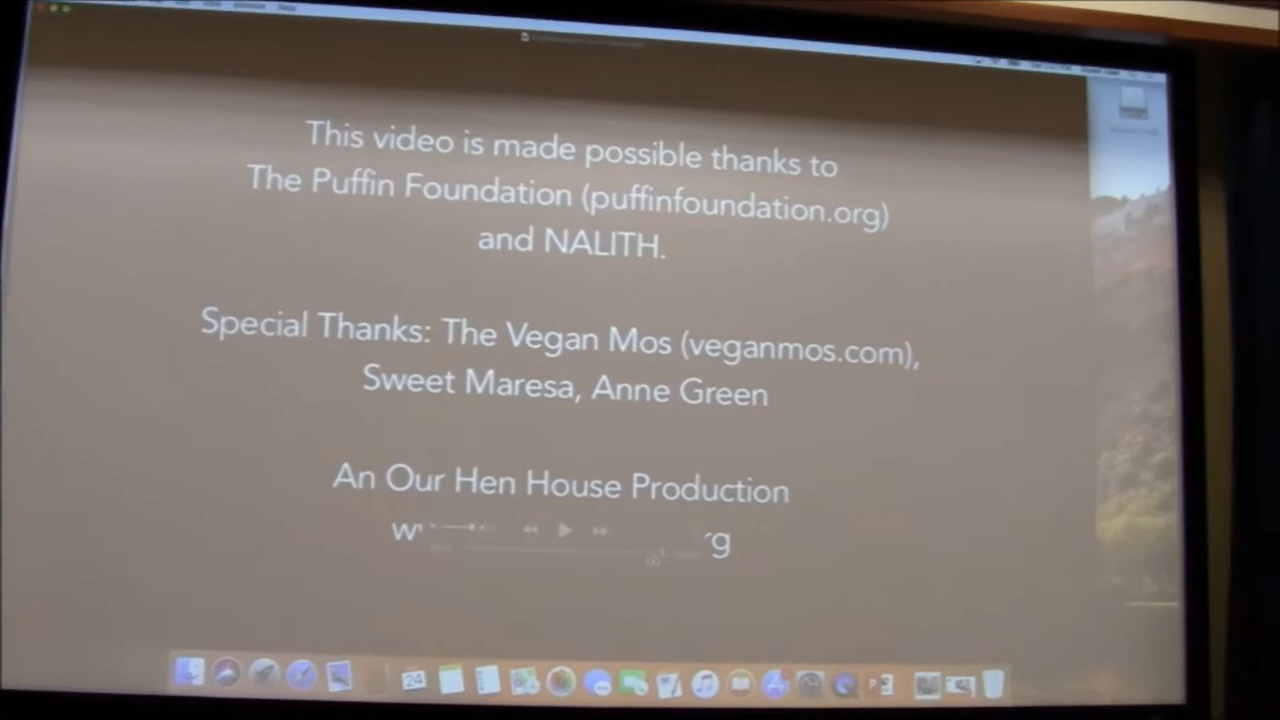 This video is made possible thanks to
The Puffin Foundation (puffinfoundation.org)
and NALITH.
Special Thanks: The Vegan Mos (veganmos.com),
Sweet Maresa, Anne Green
An Our Hen House Production
24